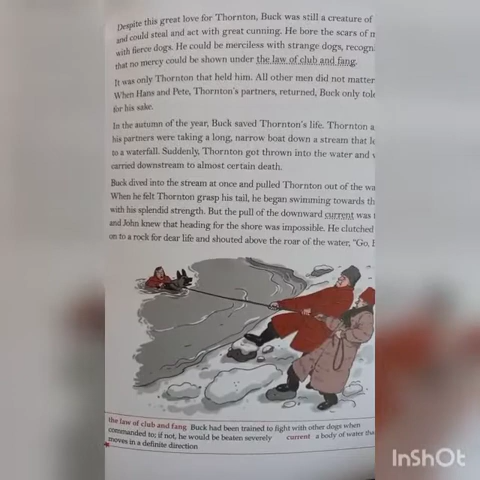 Despite this great love for Thornton, Buck was still a creature of
and could steal and act with great cunning. He bore the scars of
with fierce dogs. He could be merciless with strange dogs,
that no mercy could be shown under the law of club and fang.
It was only Thornton that held him. All other men did not matter
When Hans and Pete, Thornton's partners, returned, Buck only
for his sake.
In the autumn of the year, Buck saved Thornton's life. Thornton
his partners were taking a long, narrow boat down a stream that
to a waterfall. Suddenly, Thornton got thrown into the water and
carried downstream to almost certain death.
Buck dived into the stream at once and pulled Thornton out of the
When he felt Thornton grasp his tail, he began swimming towards
with his splendid strength. But the pull of the downward current was
and John knew that heading for the shore was impossible. He clutched
on to a rock for dear life and shouted above the roar of the water, "Go,
the law of club and fang Buck had been trained to fight with other dogs when
commanded to; if not, he would be beaten severely current a body of water
moves in a definite direction
InShOt